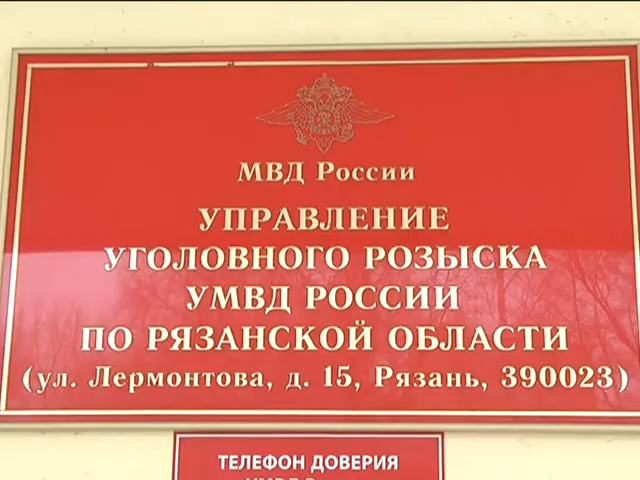 МВД России
УПРАВЛЕНИЕ
УГОЛОВНОГО РОЗЫСКА
УМВД РОССИИ
ПО РЯЗАНСКОЙ ОБЛАСТИ
(ул. Лермонтова, д. 15, Рязань, 390023)
ТЕЛЕФОН ДОВЕРИЯ